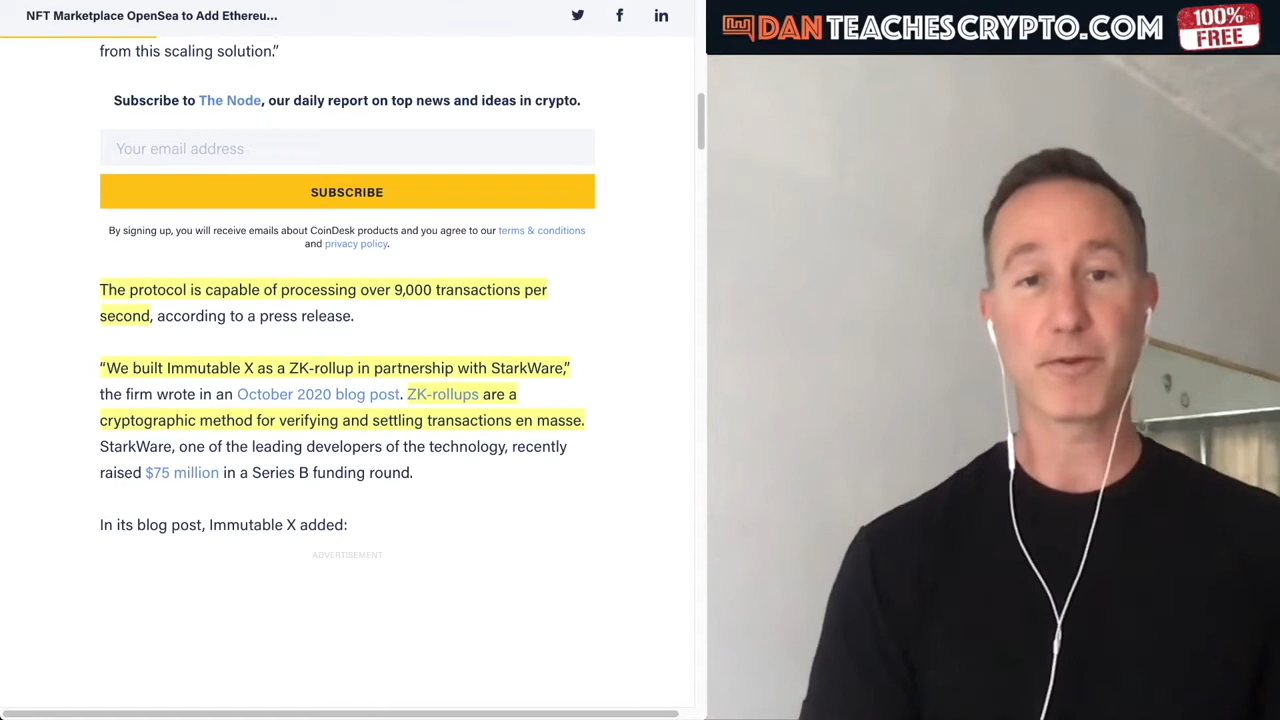 NFT Marketplace OpenSea to Add Ethereu...
DANTEACHESCRYPTO.COM
100%
FREE
from this scaling solution.”
Subscribe to The Node, our daily report on top news and ideas in crypto.
Your email address
SUBSCRIBE
By signing up, you will receive emails about CoinDesk products and you agree to our terms & conditions
and privacy policy.
The protocol is capable of processing over 9,000 transactions per
second, according to a press release.
“We built Immutable X as a ZK-rollup in partnership with StarkWare,”
the firm wrote in an October 2020 blog post. ZK-rollups are a
cryptographic method for verifying and settling transactions en masse.
StarkWare, one of the leading developers of the technology, recently
raised $75 million in a Series B funding round.
In its blog post, Immutable X added:
ADVERTISEMENT